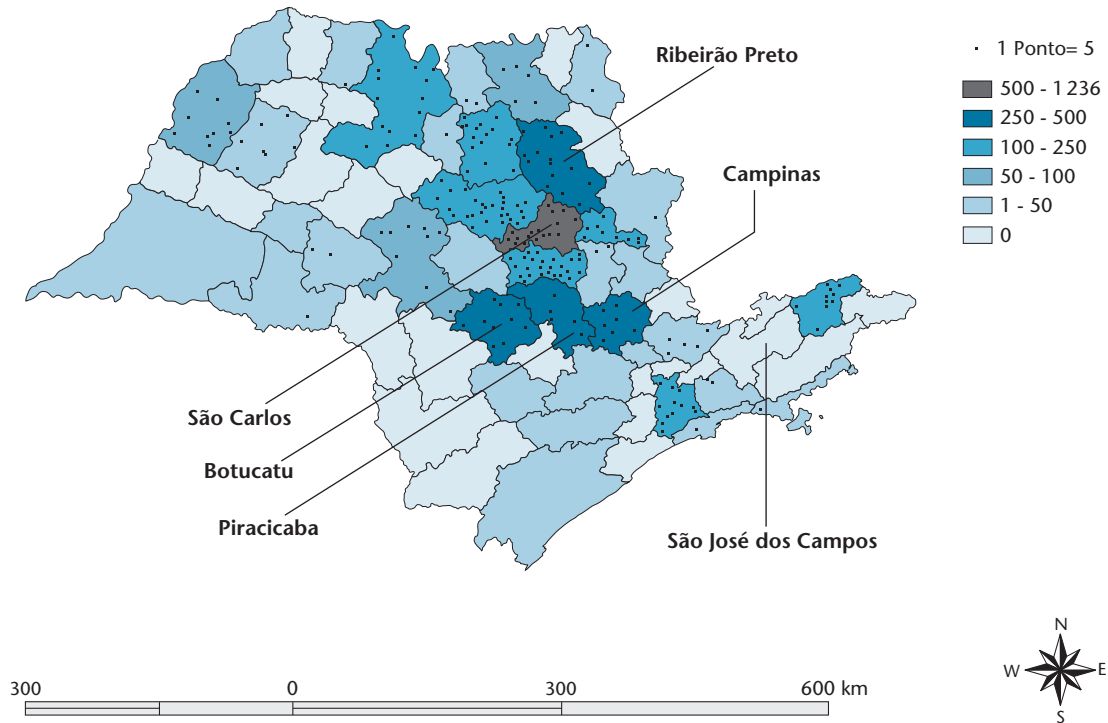 Ribeirão Preto
Campinas
São Carlos
Botucatu
Piracicaba
São José dos Campos
1 Ponto= 5
500 - 1 236
250 - 500
100 - 250
50 - 100
1 - 50
0
300 0 300 600 km
N
W E
S